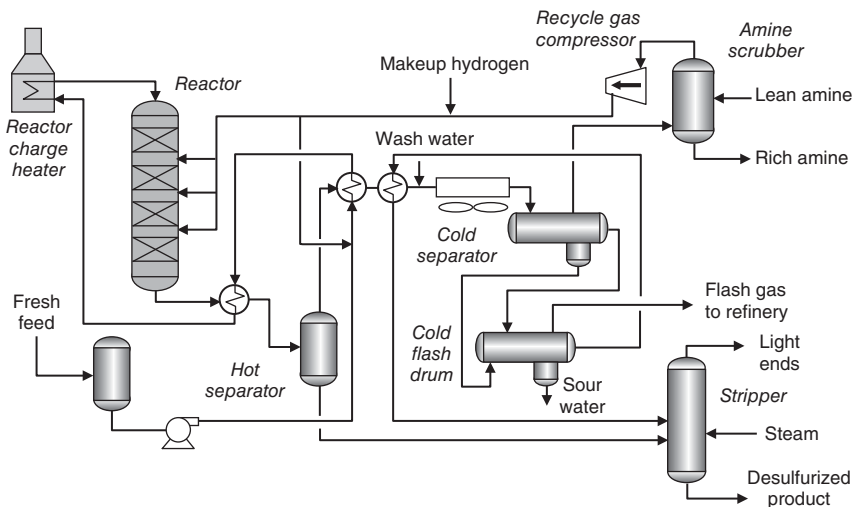 Recycle gas
compressor
Amine
scrubber
Makeup hydrogen
Reactor
Lean amine
Reactor
charge
heater
Wash water
Rich amine
Cold
separator
Fresh
feed
Flash gas
to refinery
Cold
flash
drum
Light
ends
Hot
separator
Sour
water
Stripper
Steam
Desulfurized
product